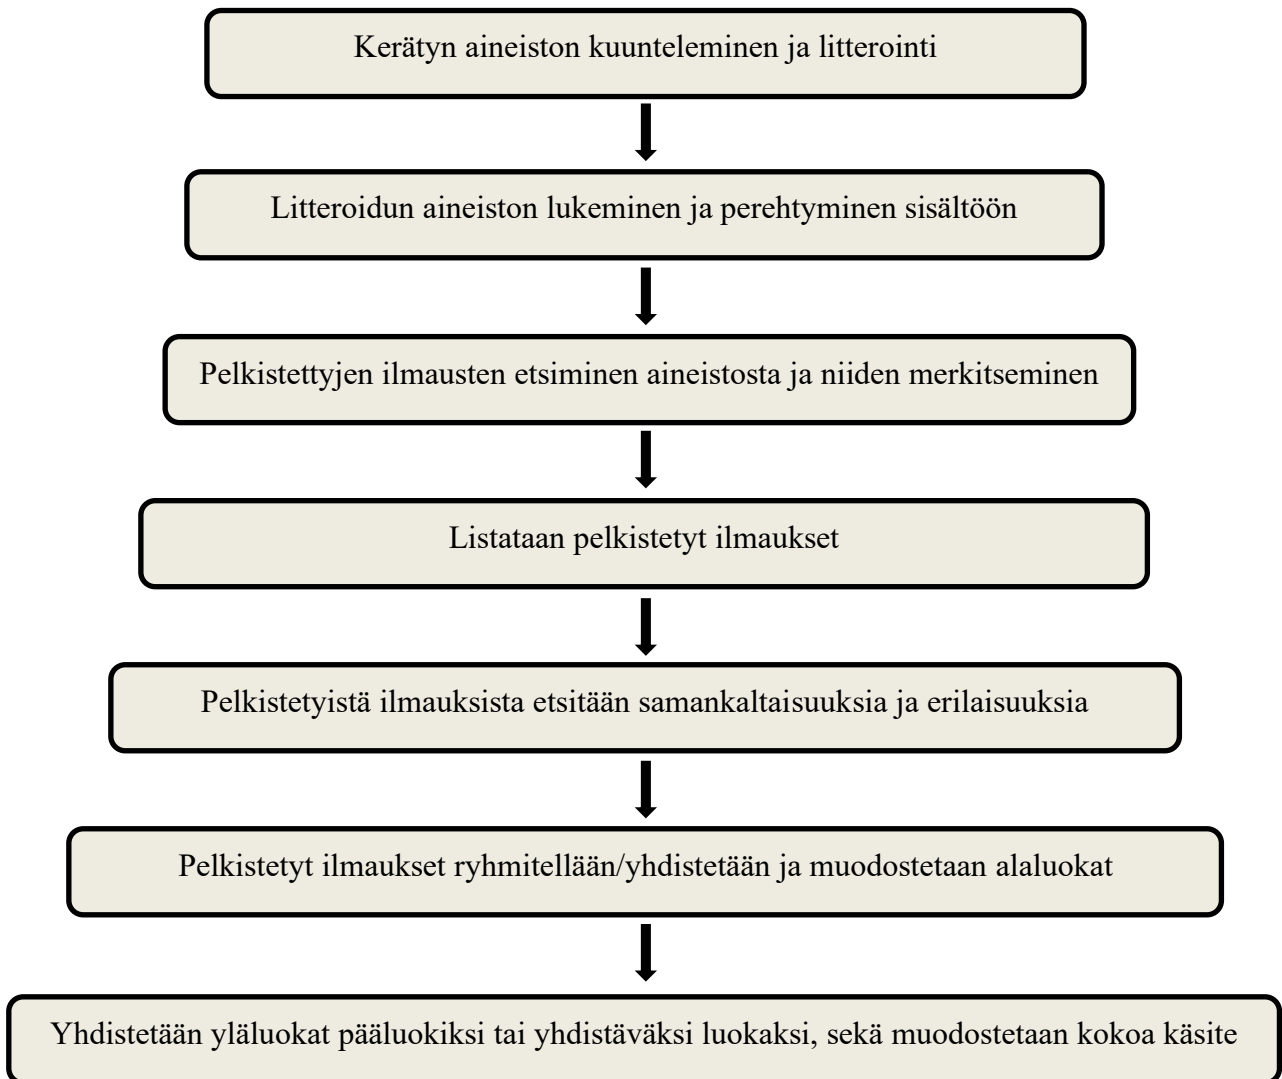 Kerätyn aineiston kuunteleminen ja litterointi
Litteroidun aineiston lukeminen ja perehtyminen sisältöön
Pelkistettyjen ilmausten etsiminen aineistosta ja niiden merkitseminen
Listataan pelkistetyt ilmaukset
Pelkistetyistä ilmauksista etsitään samankaltaisuuksia ja erilaisuuksia
Pelkistetyt ilmaukset ryhmitellään/yhdistetään ja muodostetaan alaluokat
Yhdistetään yläluokat pääluokiksi tai yhdistäväksi luokaksi, sekä muodostetaan kokoa käsite